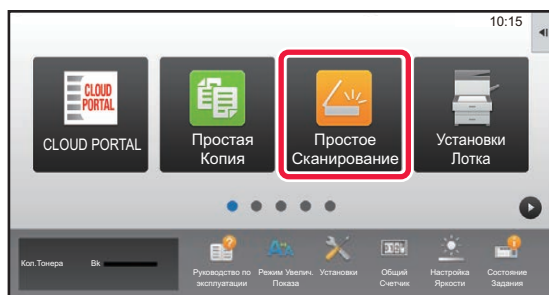 10:15
CLOUD
PORTAL
CLOUD PORTAL
Простая
Копия
Простое
Сканирование
Установки
Лотка
Кол.Тонера
Bk
Руководство по
эксплуатации
Режим Увелич.
Показа
Установки
Общий
Счетчик
Настройка
Яркости
Состояние
Задания